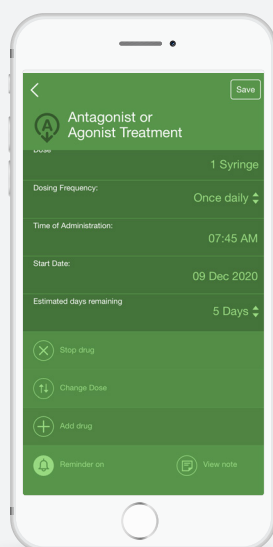 Save
A
Antagonist or
Agonist Treatment
Dose
1 Syringe
Dosing Frequency:
Once daily
Time of Administration:
07:45 AM
Start Date:
09 Dec 2020
Estimated days remaining
5 Days
Stop drug
Change Dose
Add drug
Reminder on
View note